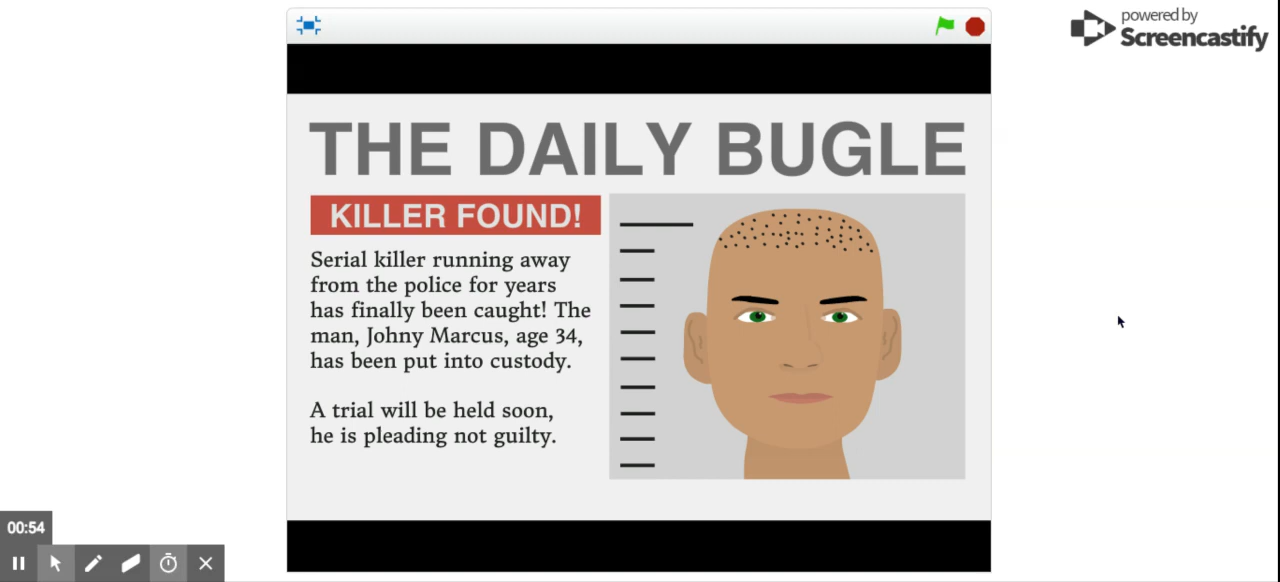 powered by
Screencastify
THE DAILY BUGLE
KILLER FOUND!
Serial killer running away
from the police for years
has finally been caught! The
man, Johny Marcus, age 34,
has been put into custody.
A trial will be held soon,
he is pleading not guilty.
00:54